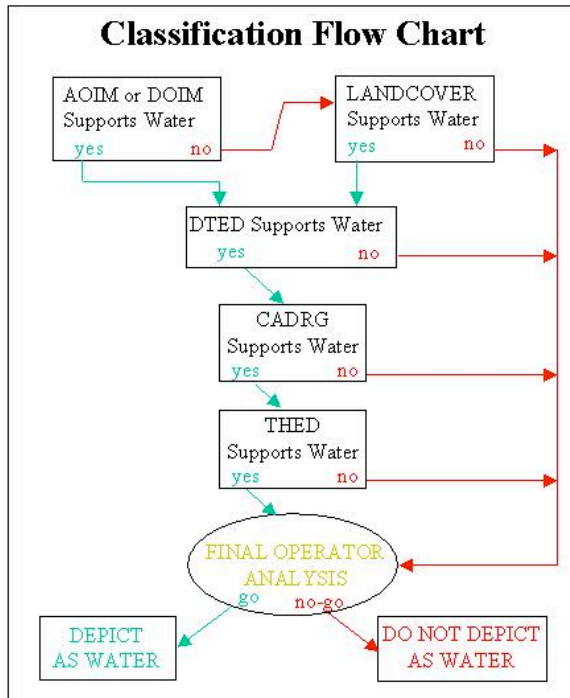 Classification Flow Chart
AOIM or DOIM
Supports Water
yes no
LANDCOVER
Supports Water
yes no
DTED Supports Water
yes no
CADRG
Supports Water
yes no
THED
Supports Water
yes no
FINAL OPERATOR
ANALYSIS
go no-go
DEPICT
AS WATER
DO NOT DEPICT
AS WATER